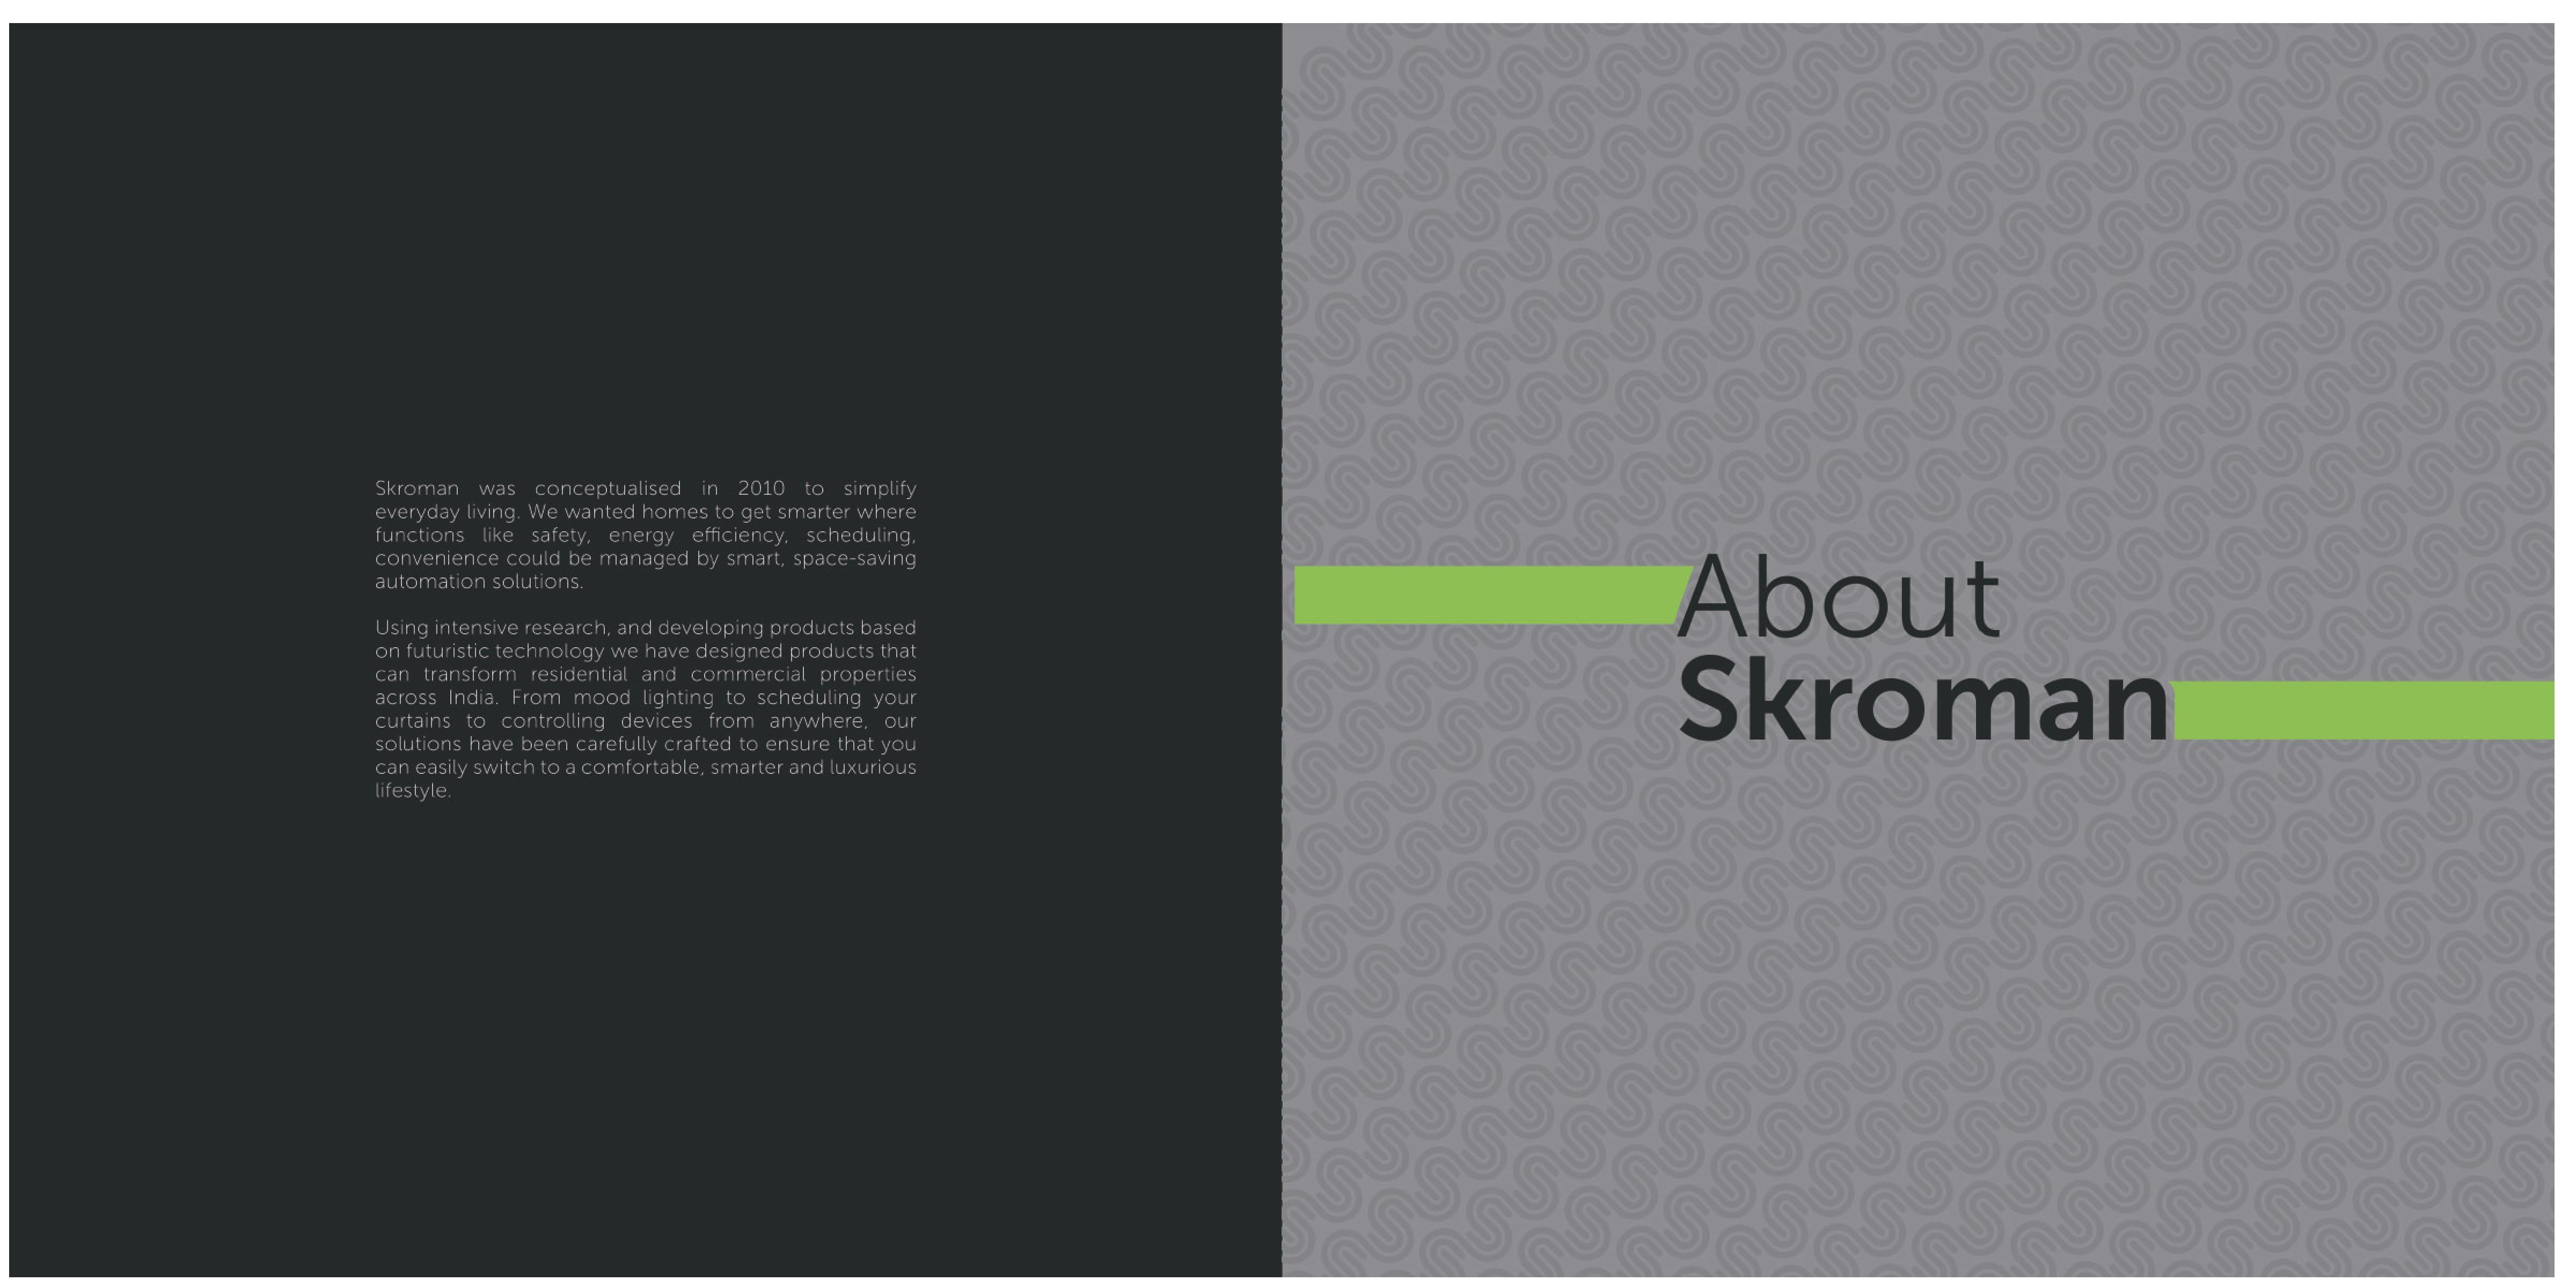 Skroman was conceptualised in 2010 to simplify
everyday living. We wanted homes to get smarter where
functions like safety, energy efficiency, scheduling,
convenience could be managed by smart, space-saving
automation solutions.
Using intensive research, and developing products based
on futuristic technology we have designed products that
can transform residential and commercial properties
across India. From mood lighting to scheduling your
curtains to controlling devices from anywhere, our
solutions have been carefully crafted to ensure that you
can easily switch to a comfortable, smarter and luxurious
lifestyle.
About
Skroman